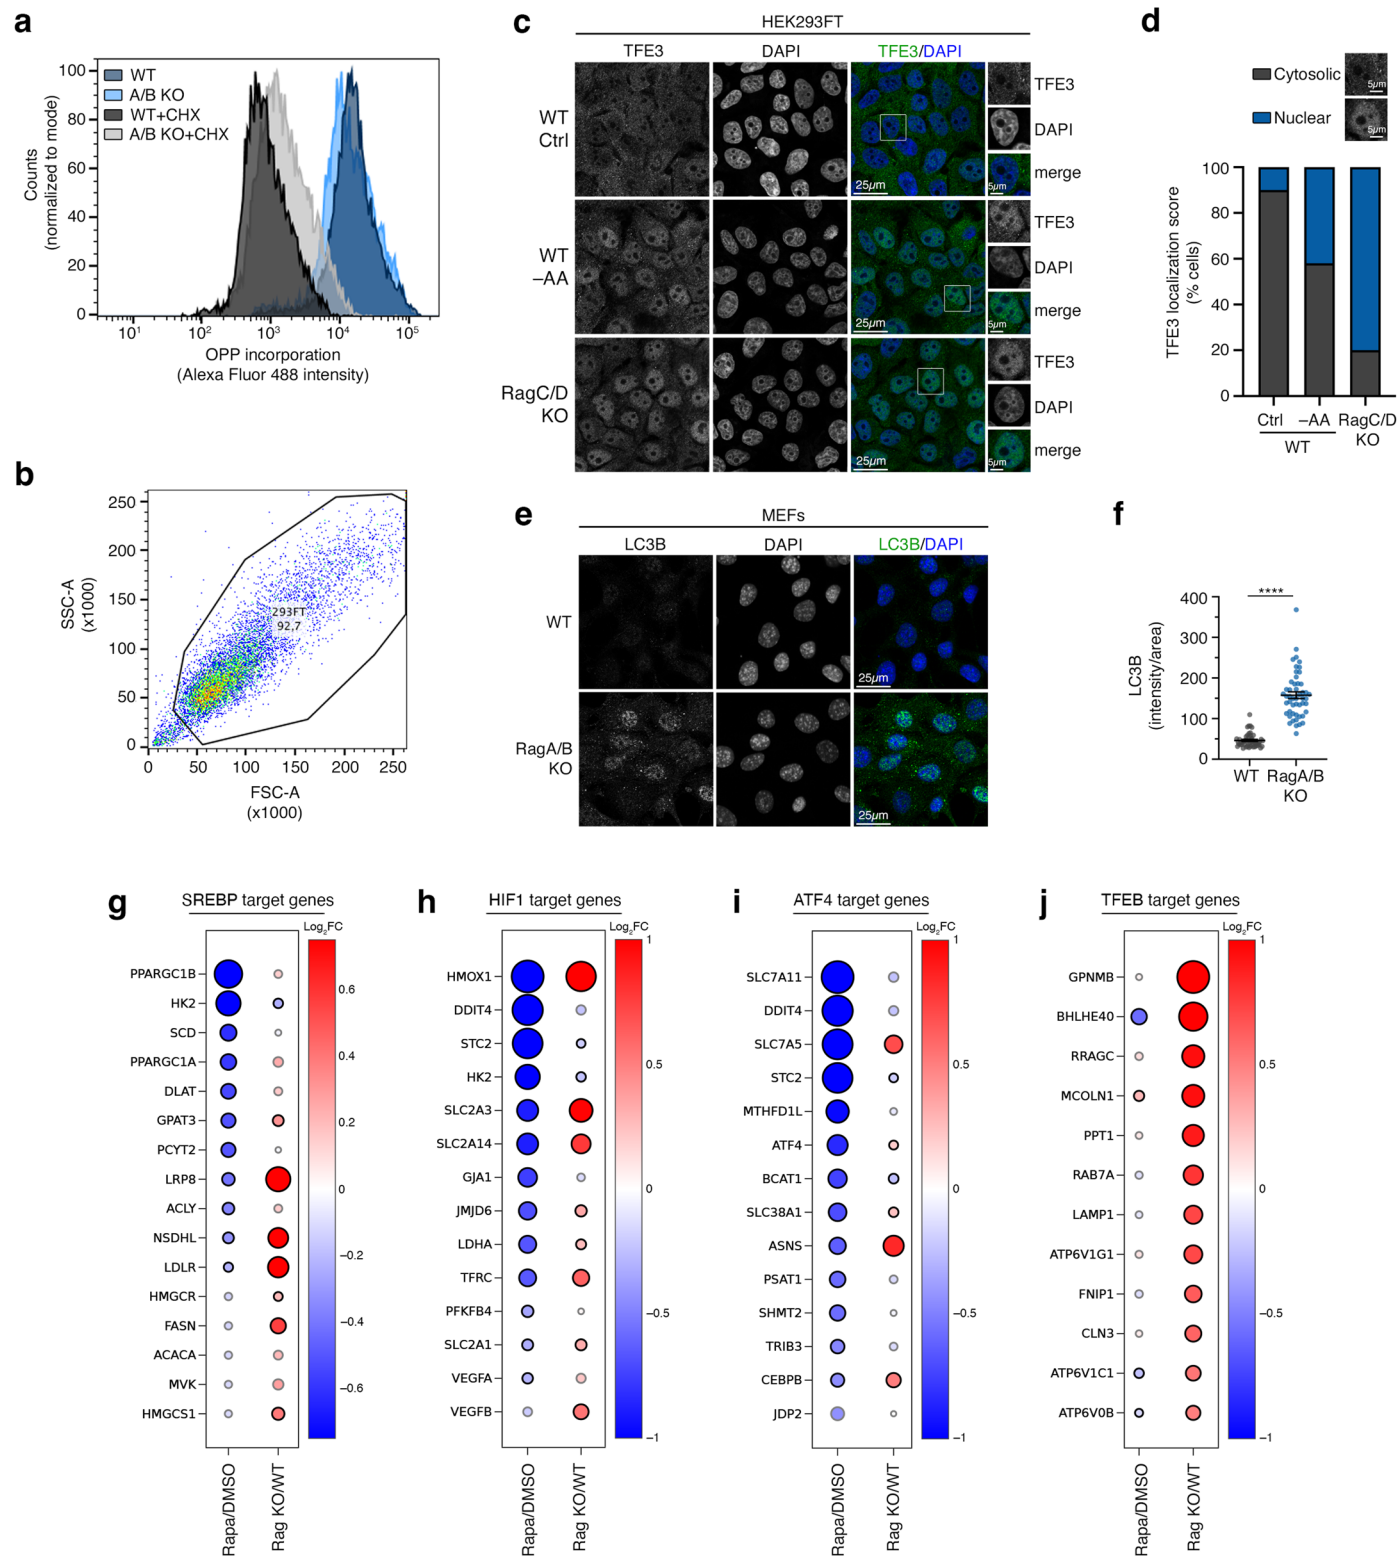 a
100
80
60
40
20
0
Counts
(normalized to mode)
WT
A/B KO
WT+CHX
A/B KO+CHX
10¹
10²
10³
10⁴
10⁵
OPP incorporation
(Alexa Fluor 488 intensity)
b
250
200
150
100
50
0
SSC-A
(x1000)
293FT
92,7
0
50
100
150
200
250
FSC-A
(x1000)
c
HEK293FT
TFE3
DAPI
TFE3/DAPI
WT
Ctrl
25µm
5µm
TFE3
DAPI
merge
WT
–AA
25µm
5µm
TFE3
DAPI
merge
RagC/D
KO
25µm
5µm
TFE3
DAPI
merge
d
Cytosolic
5µm
Nuclear
5µm
100
80
60
40
20
0
TFE3 localization score
(% cells)
Ctrl
–AA
RagC/D
KO
WT
e
MEFs
LC3B
DAPI
LC3B/DAPI
WT
25µm
RagA/B
KO
25µm
f
400
300
200
100
0
LC3B
(intensity/area)
****
WT
RagA/B
KO
g
SREBP target genes
Log₂FC
PPARGC1B
HK2
SCD
PPARGC1A
DLAT
GPAT3
PCYT2
LRP8
ACLY
NSDHL
LDLR
HMGCR
FASN
ACACA
MVK
HMGCS1
0.6
0.4
0.2
0
−0.2
−0.4
−0.6
Rapa/DMSO
Rag KO/WT
h
HIF1 target genes
Log₂FC
HMOX1
DDIT4
STC2
HK2
SLC2A3
SLC2A14
GJA1
JMJD6
LDHA
TFRC
PFKFB4
SLC2A1
VEGFA
VEGFB
1
0.5
0
−0.5
−1
Rapa/DMSO
Rag KO/WT
i
ATF4 target genes
Log₂FC
SLC7A11
DDIT4
SLC7A5
STC2
MTHFD1L
ATF4
BCAT1
SLC38A1
ASNS
PSAT1
SHMT2
TRIB3
CEBPB
JDP2
1
0.5
0
−0.5
−1
Rapa/DMSO
Rag KO/WT
j
TFEB target genes
Log₂FC
GPNMB
BHLHE40
RRAGC
MCOLN1
PPT1
RAB7A
LAMP1
ATP6V1G1
FNIP1
CLN3
ATP6V1C1
ATP6V0B
1
0.5
0
−0.5
−1
Rapa/DMSO
Rag KO/WT